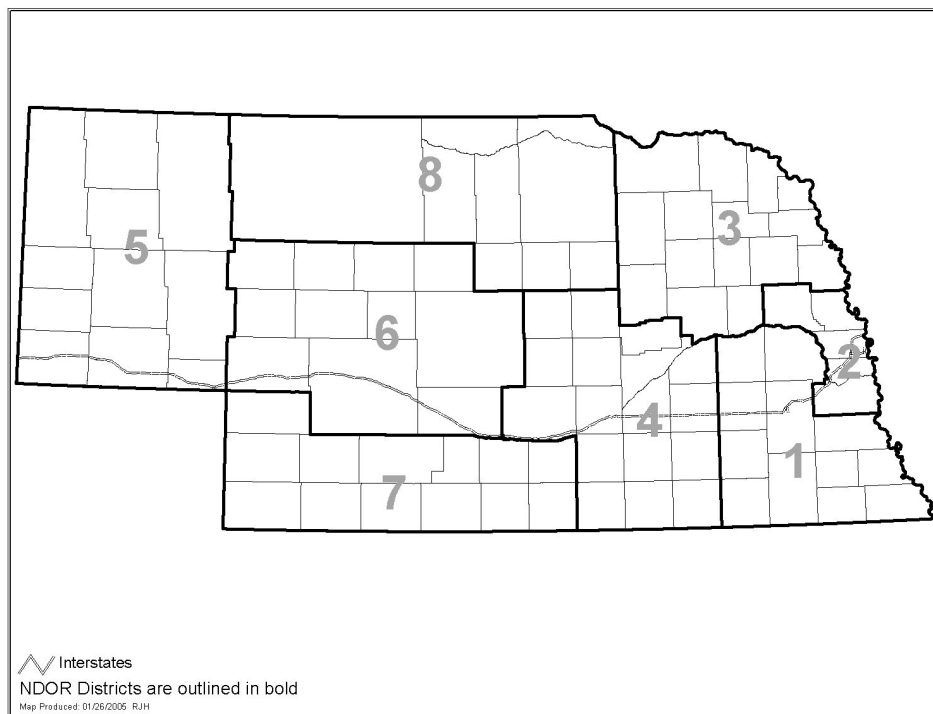 8
3
5
6
2
4
1
7
Interstates
NDOR Districts are outlined in bold
Map Produced: 01/26/2005 RJH